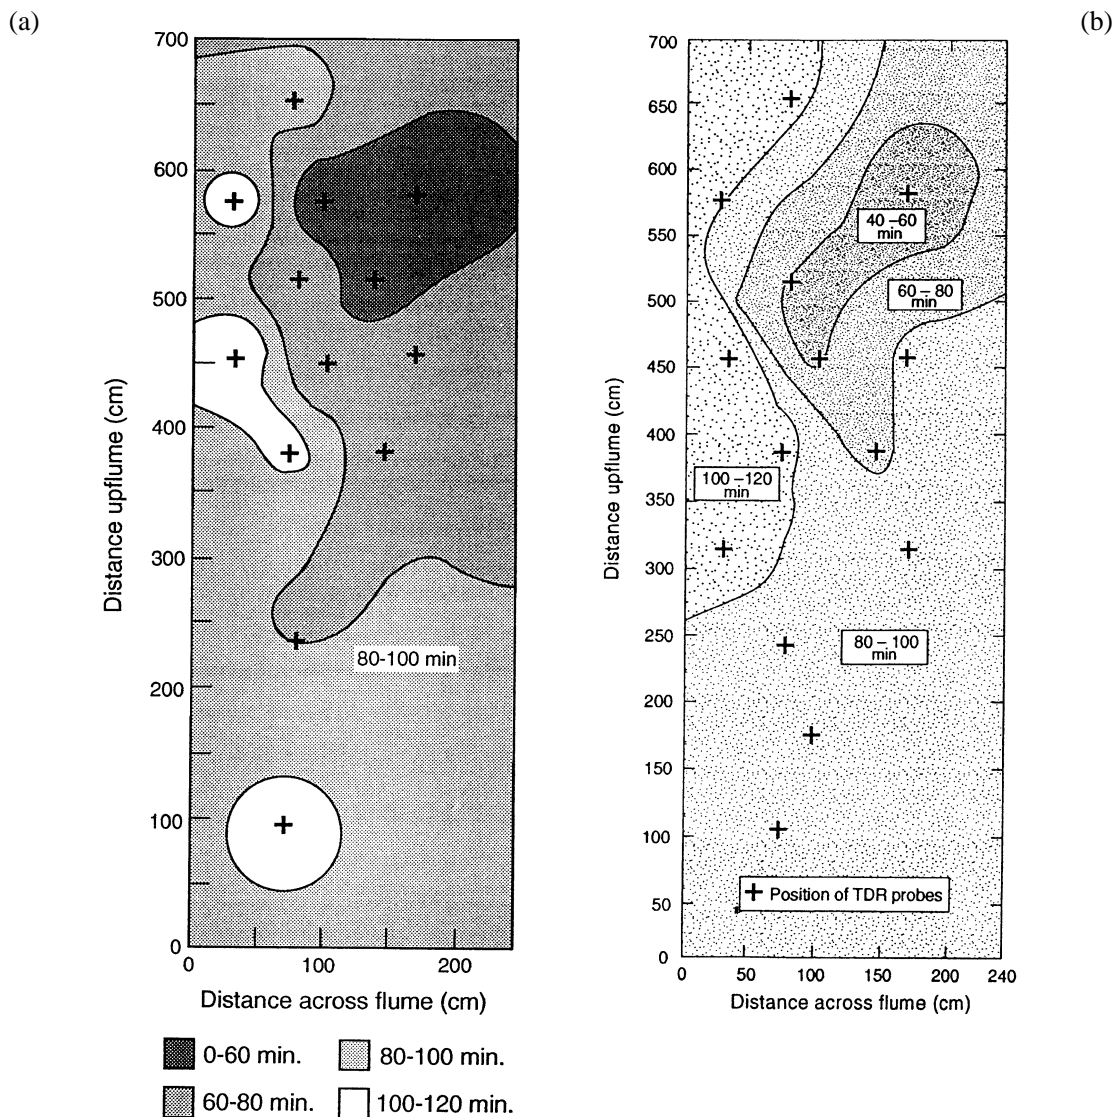 (a)
700
600
500
400
300
200
100
0
Distance upflume (cm)
80-100 min
0
100
200
Distance across flume (cm)
0-60 min.
80-100 min.
60-80 min.
100-120 min.
(b)
700
650
600
550
500
450
400
350
300
250
200
150
100
50
0
Distance upflume (cm)
40 –60
min
60 – 80
min
100 –120
min
80 – 100
min
Position of TDR probes
0
50
100
150
200
240
Distance across flume (cm)